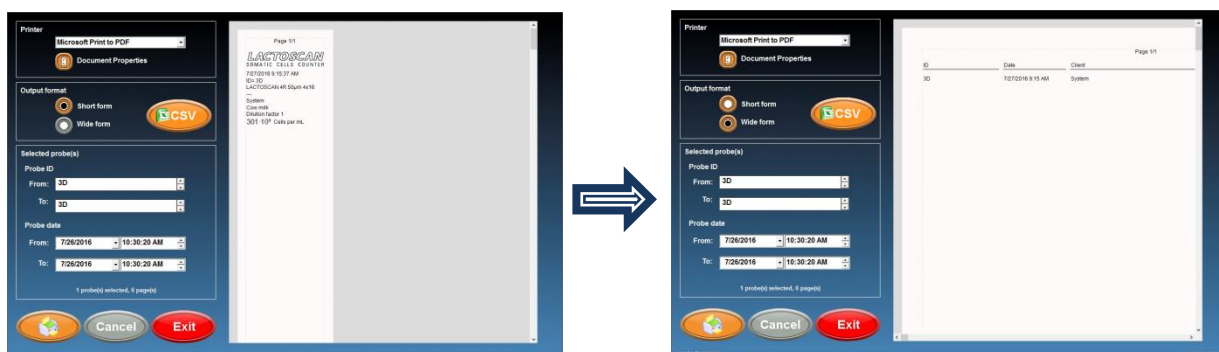 Printer
Microsoft Print to PDF
Document Properties
Output format
Short form
Wide form
CSV
Selected probe(s)
Probe ID
From: 3D
To: 3D
Probe date
From: 7/26/2016 10:30:20 AM
To: 7/26/2016 10:30:20 AM
1 probe(s) selected, 0 page(s)
Cancel
Exit
Page 1/1
LACTOSCAN
SOMATIC CELLS COUNTER
7/27/2016 9:15:37 AM
ID= 3D
LACTOSCAN 4R 50µm 4x16
---
System
Cow milk
Dilution factor 1
Cells per mL
Printer
Microsoft Print to PDF
Document Properties
Output format
Short form
Wide form
CSV
Selected probe(s)
Probe ID
From: 3D
To: 3D
Probe date
From: 7/26/2016 10:30:20 AM
To: 7/26/2016 10:30:20 AM
1 probe(s) selected, 0 page(s)
Cancel
Exit
Page 1/1
ID Date Client
3D 7/27/2016 9:15 AM System